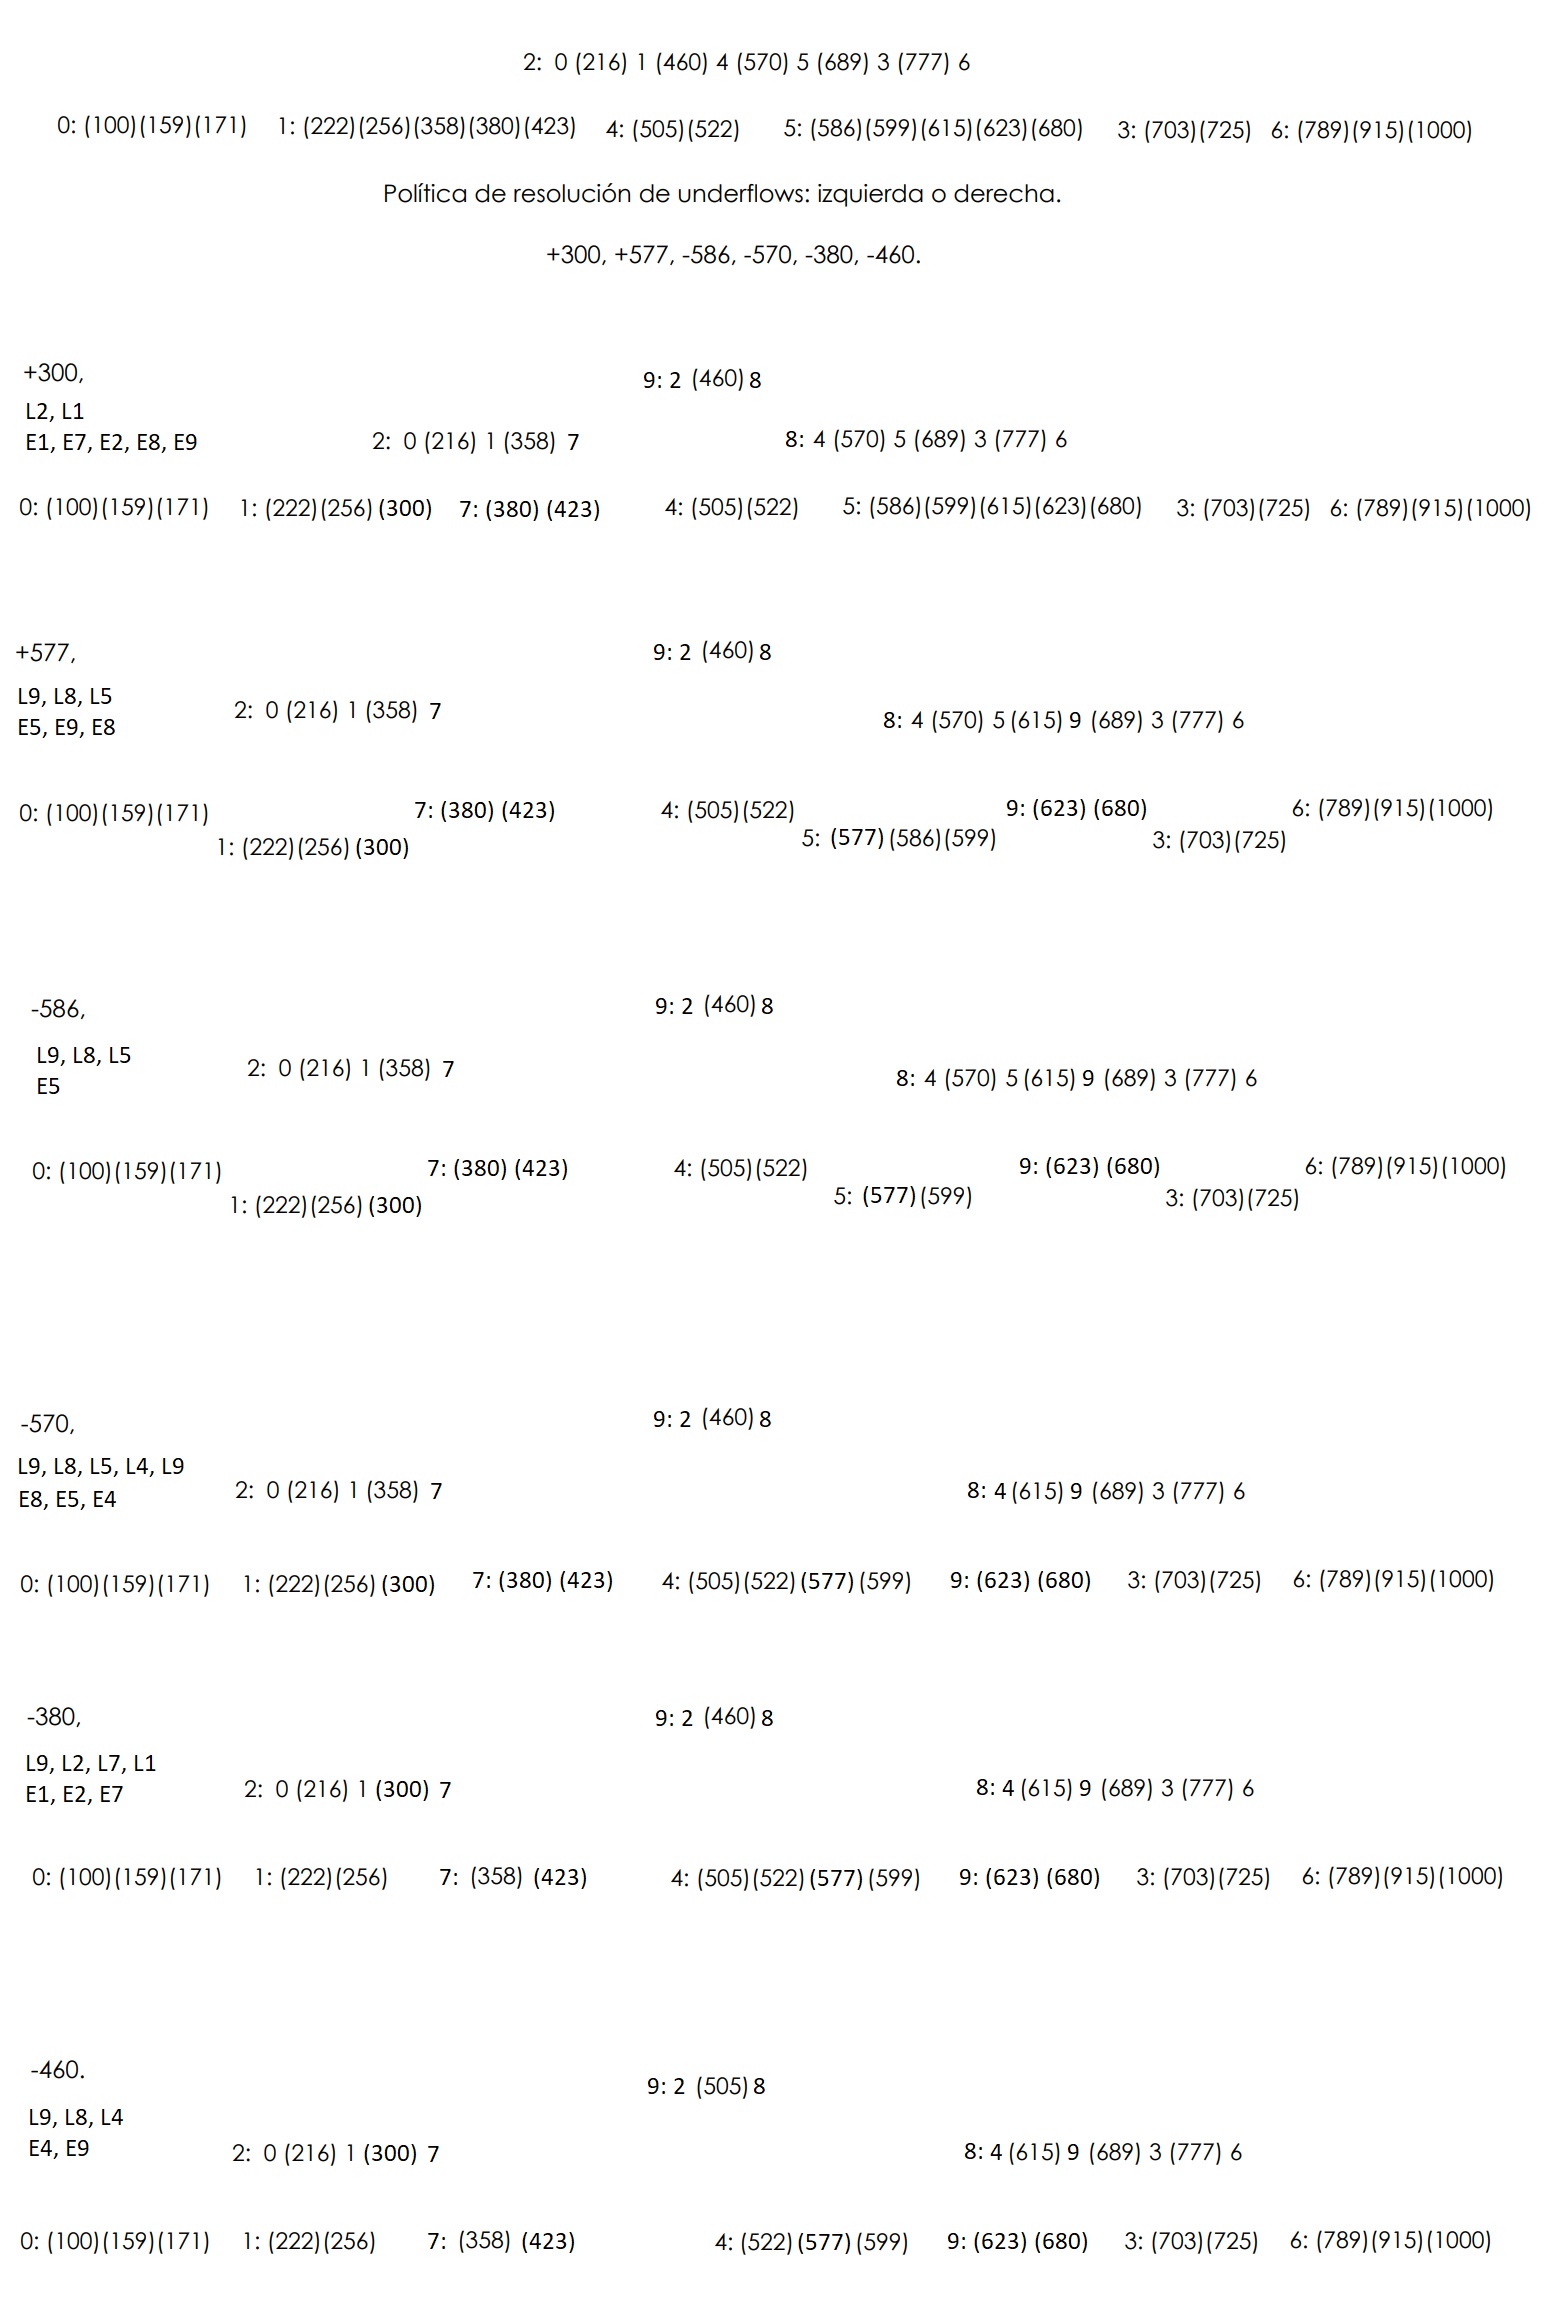 2: 0 (216) 1 (460) 4 (570) 5 (689) 3 (777) 6
0: (100)(159)(171) 1: (222)(256)(358)(380)(423) 4: (505)(522) 5: (586)(599)(615)(623)(680) 3: (703)(725) 6: (789)(915)(1000)
Política de resolución de underflows: izquierda o derecha.
+300, +577, -586, -570, -380, -460.
+300,
9: 2 (460) 8
L2, L1
E1, E7, E2, E8, E9
2: 0 (216) 1 (358) 7
8: 4 (570) 5 (689) 3 (777) 6
0: (100)(159)(171) 1: (222)(256) (300) 7: (380) (423) 4: (505)(522) 5: (586)(599)(615)(623)(680) 3: (703)(725) 6: (789)(915)(1000)
+577,
9: 2 (460) 8
L9, L8, L5
E5, E9, E8
2: 0 (216) 1 (358) 7
8: 4 (570) 5 (615) 9 (689) 3 (777) 6
0: (100)(159)(171) 7: (380) (423) 4: (505)(522) 9: (623) (680) 6: (789)(915)(1000)
1: (222)(256) (300) 5: (577) (586)(599) 3: (703)(725)
-586,
9: 2 (460) 8
L9, L8, L5
E5
2: 0 (216) 1 (358) 7
8: 4 (570) 5 (615) 9 (689) 3 (777) 6
0: (100)(159)(171) 7: (380) (423) 4: (505)(522) 9: (623) (680) 6: (789)(915)(1000)
1: (222)(256) (300) 5: (577) (599) 3: (703)(725)
-570,
9: 2 (460) 8
L9, L8, L5, L4, L9
E8, E5, E4
2: 0 (216) 1 (358) 7
8: 4 (615) 9 (689) 3 (777) 6
0: (100)(159)(171) 1: (222)(256) (300) 7: (380) (423) 4: (505)(522) (577) (599) 9: (623) (680) 3: (703)(725) 6: (789)(915)(1000)
-380,
9: 2 (460) 8
L9, L2, L7, L1
E1, E2, E7
2: 0 (216) 1 (300) 7
8: 4 (615) 9 (689) 3 (777) 6
0: (100)(159)(171) 1: (222)(256) 7: (358) (423) 4: (505)(522) (577) (599) 9: (623) (680) 3: (703)(725) 6: (789)(915)(1000)
-460.
9: 2 (505) 8
L9, L8, L4
E4, E9
2: 0 (216) 1 (300) 7
8: 4 (615) 9 (689) 3 (777) 6
0: (100)(159)(171) 1: (222)(256) 7: (358) (423) 4: (522) (577) (599) 9: (623) (680) 3: (703)(725) 6: (789)(915)(1000)